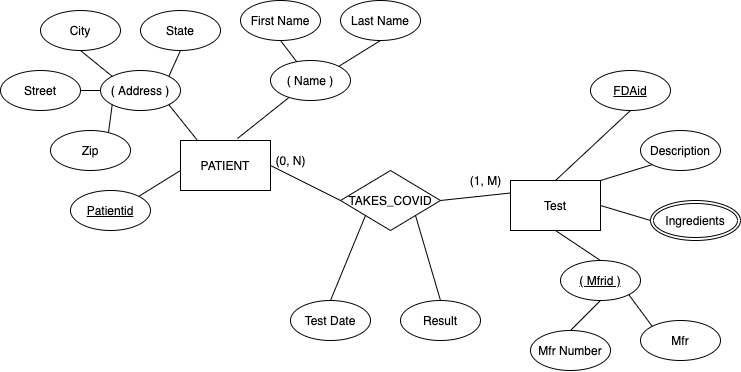 First Name
Last Name
City
State
( Name )
Street
( Address )
FDAid
Zip
Description
PATIENT
(0, N)
(1, M)
TAKES_COVID
Test
Patientid
Ingredients
( Mfrid )
Test Date
Result
Mfr Number
Mfr